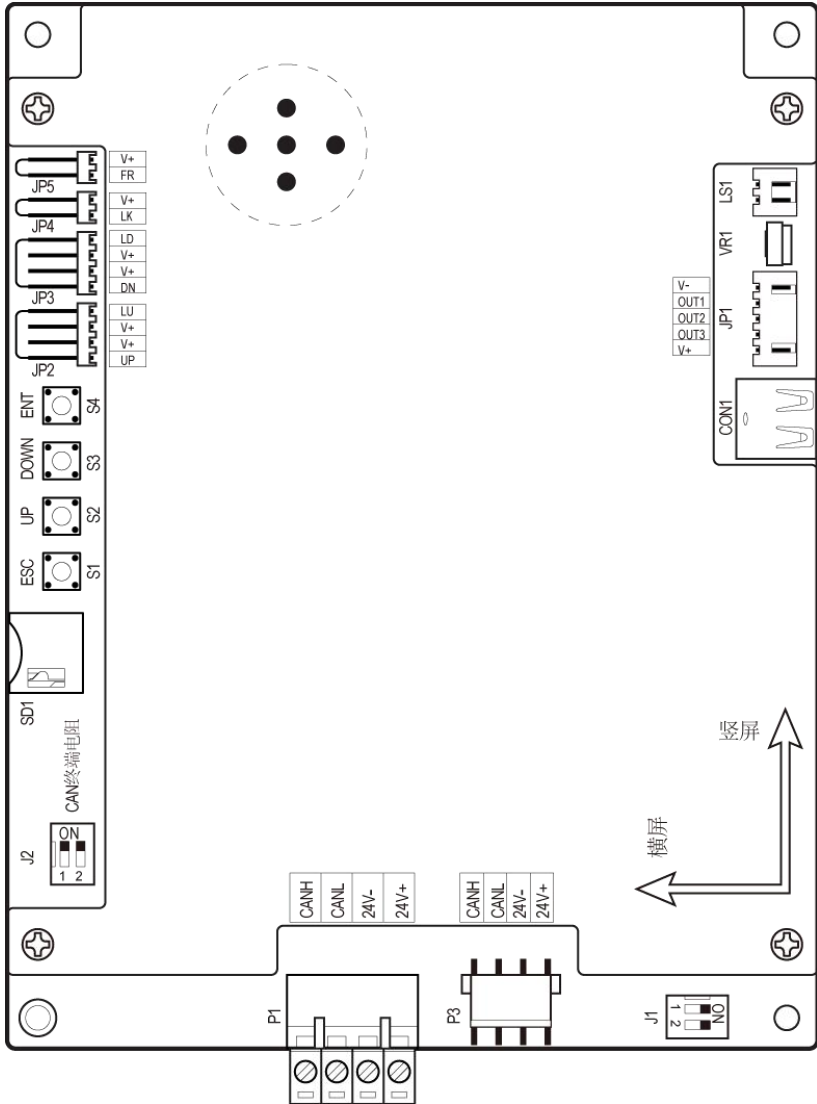 V+
FR
JP5
V+
LK
JP4
LD
V+
V+
DN
JP3
LU
V+
V+
UP
JP2
ENT
S4
DOWN
S3
UP
S2
ESC
S1
SD1
CAN终端电阻
J2
ON
1 2
LS1
VR1
V-
OUT1
OUT2
OUT3
V+
JP1
CON1
竖屏
横屏
CANH
CANL
24V-
24V+
P1
CANH
CANL
24V-
24V+
P3
J1
ON
1 2